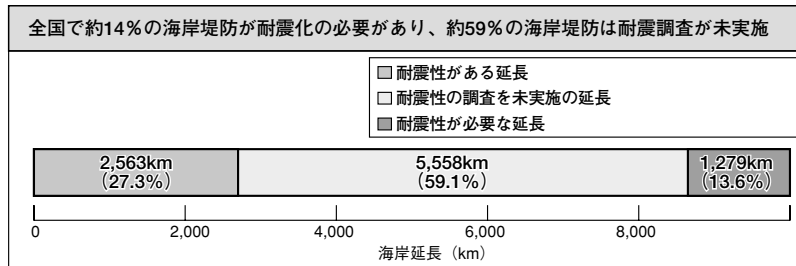 全国で約14％の海岸堤防が耐震化の必要があり、約59％の海岸堤防は耐震調査が未実施
耐震性がある延長
耐震性の調査を未実施の延長
耐震性が必要な延長
2,563km 5,558km 1,279km
（27.3%） （59.1%） （13.6%）
0 2,000 4,000 6,000 8,000
海岸延長（km）